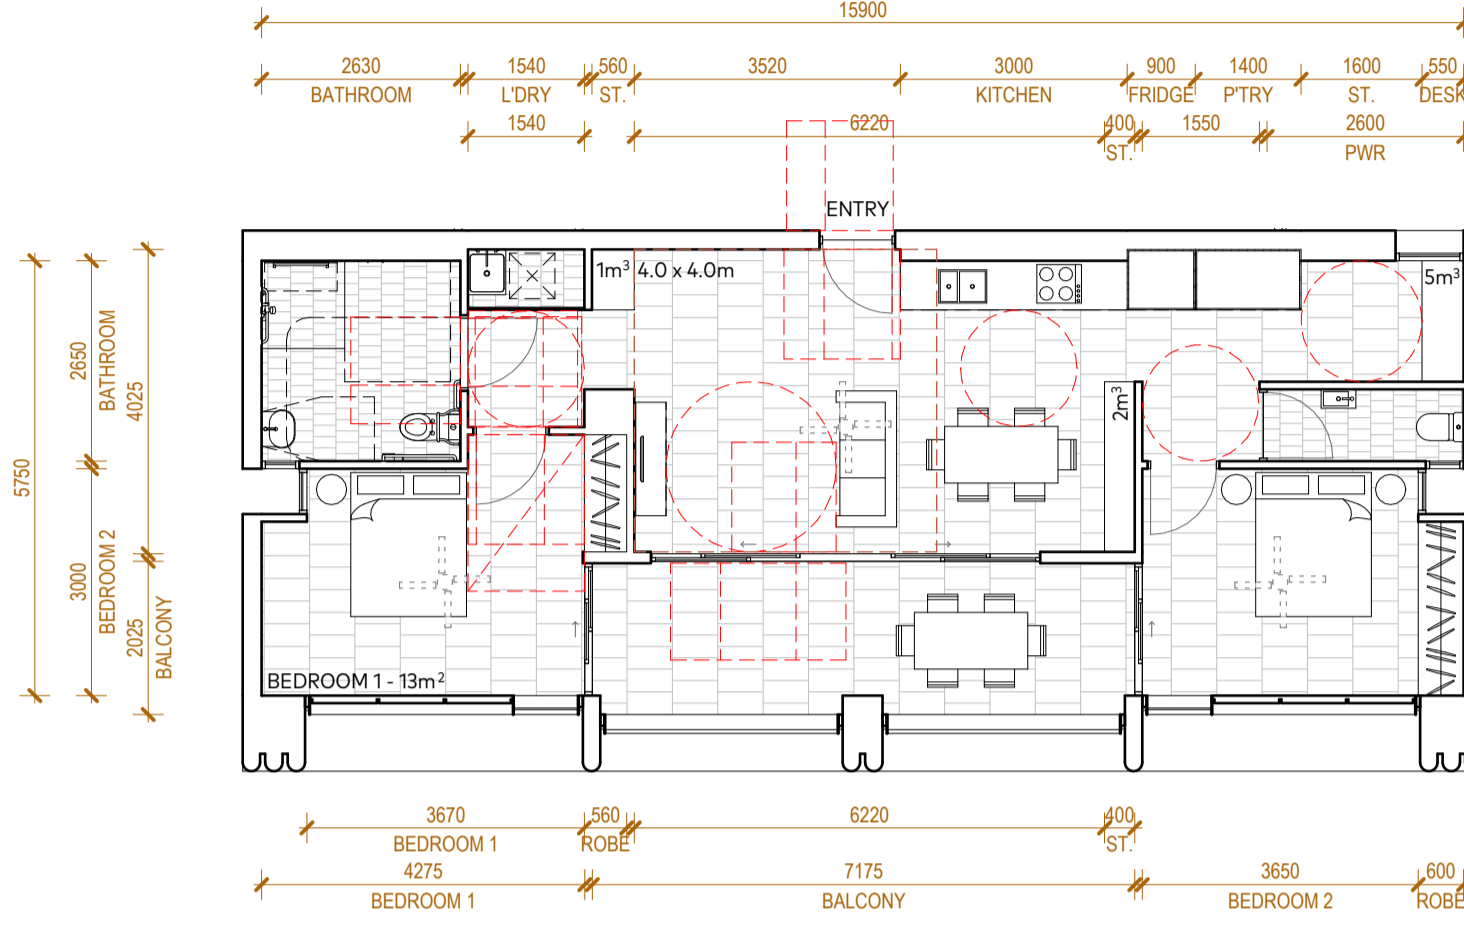 15900
2630 1540 560 3520 3000 900 1400 1600 550
BATHROOM L'DRY ST. KITCHEN FRIDGE P'TRY ST. DESK
1540 6220 400 1550 2600
ST. PWR
ENTRY
1m³ 4.0 x 4.0m
5m³
2m³
5750
2650
BATHROOM
4025
3000
BEDROOM 2
2025
BALCONY
BEDROOM 1 - 13m²
3670 560 6220 400
BEDROOM 1 ROBE ST.
4275 7175 3650 600
BEDROOM 1 BALCONY BEDROOM 2 ROBE